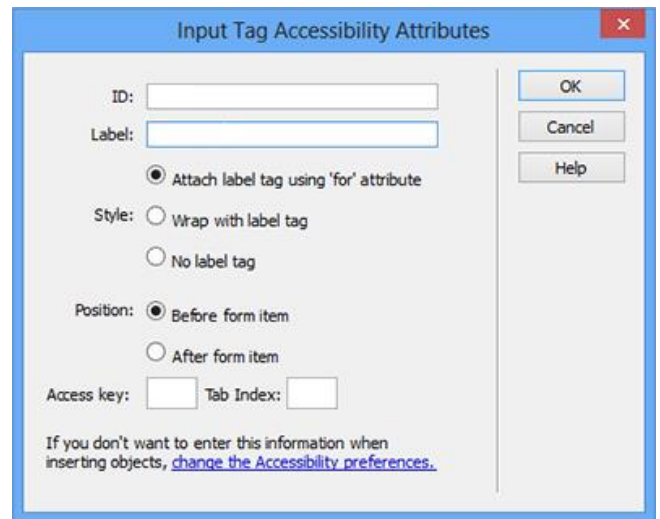 Input Tag Accessibility Attributes
ID:
OK
Label:
Cancel
Attach label tag using 'for' attribute
Help
Style:
Wrap with label tag
No label tag
Position:
Before form item
After form item
Access key:
Tab Index:
If you don't want to enter this information when
inserting objects, change the Accessibility preferences.